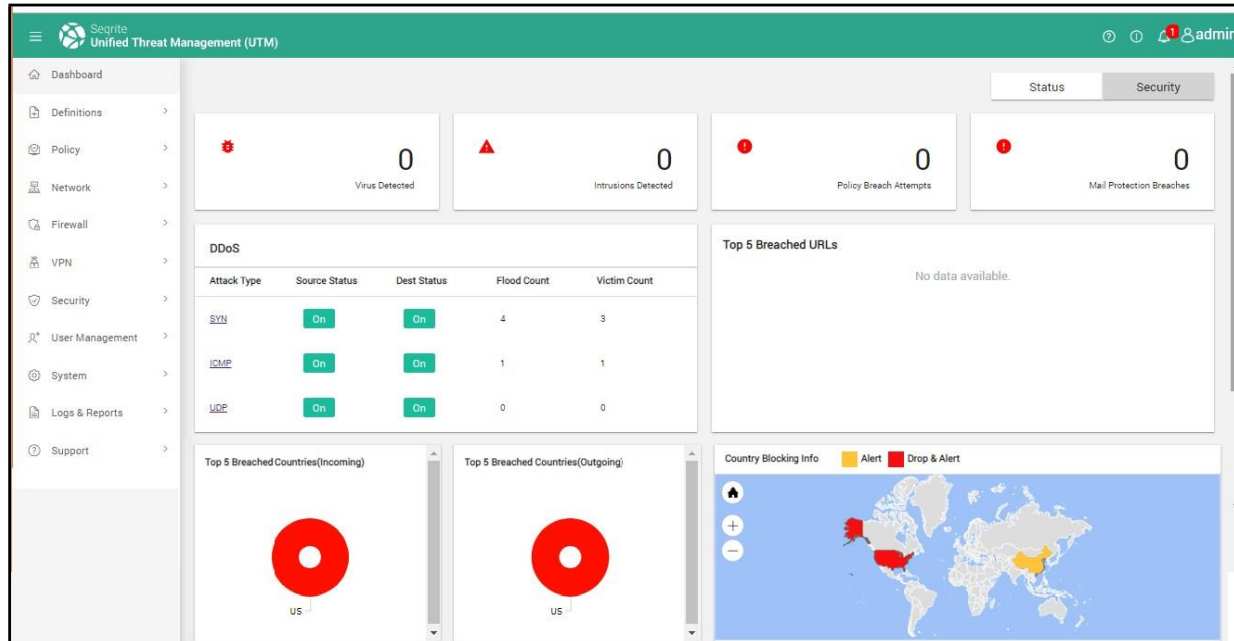 Seqrite
Unified Threat Management (UTM)
1
admin
Dashboard
Definitions
Policy
Network
Firewall
VPN
Security
User Management
System
Logs & Reports
Support
Status Security
0
Virus Detected
0
Intrusions Detected
0
Policy Breach Attempts
0
Mail Protection Breaches
DDoS
Attack Type Source Status Dest Status Flood Count Victim Count
SYN On On 4 3
ICMP On On 1 1
UDP On On 0 0
Top 5 Breached URLs
No data available.
Top 5 Breached Countries(Incoming)
US
Top 5 Breached Countries(Outgoing)
US
Country Blocking Info Alert Drop & Alert